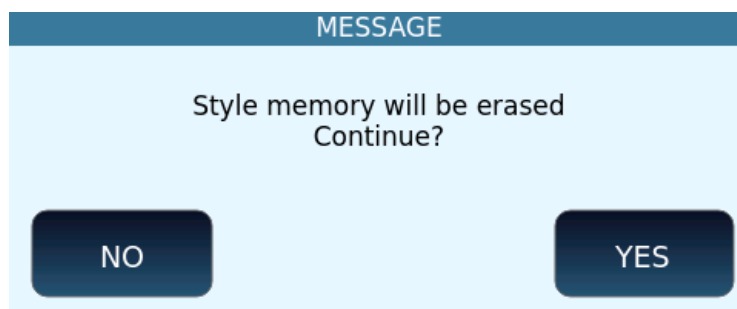 MESSAGE
Style memory will be erased
Continue?
NO
YES